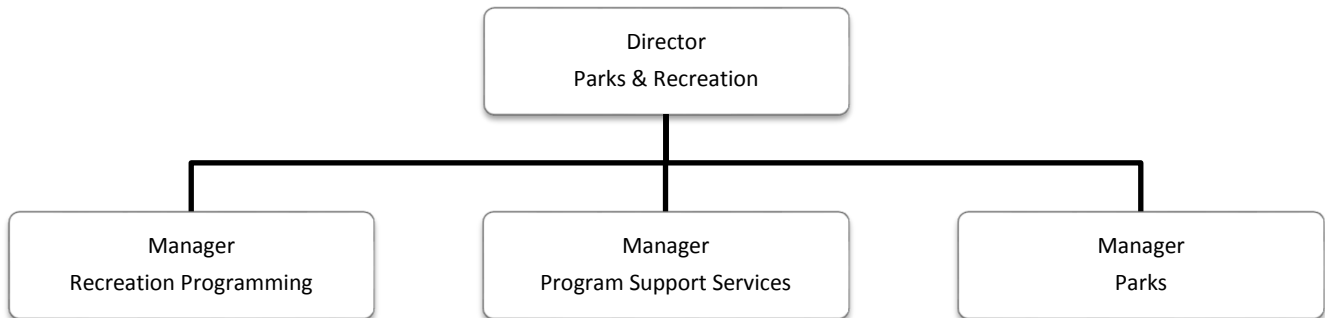 Director
Parks & Recreation
Manager
Recreation Programming
Manager
Program Support Services
Manager
Parks